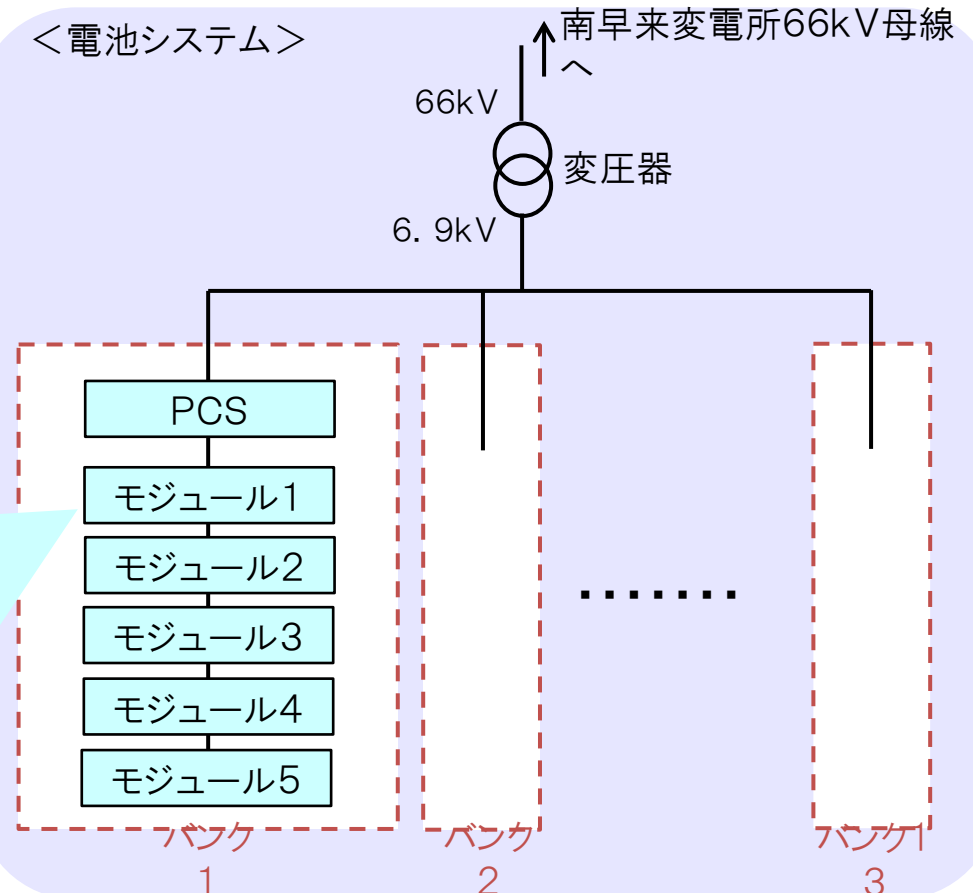 ＜電池システム＞
南早来変電所66kV母線
へ
66kV
変圧器
6．9kV
PCS
モジュール1
モジュール2
モジュール3
モジュール4
モジュール5
・・・・・・・
バンク
1
バンク
2
バンク1
3